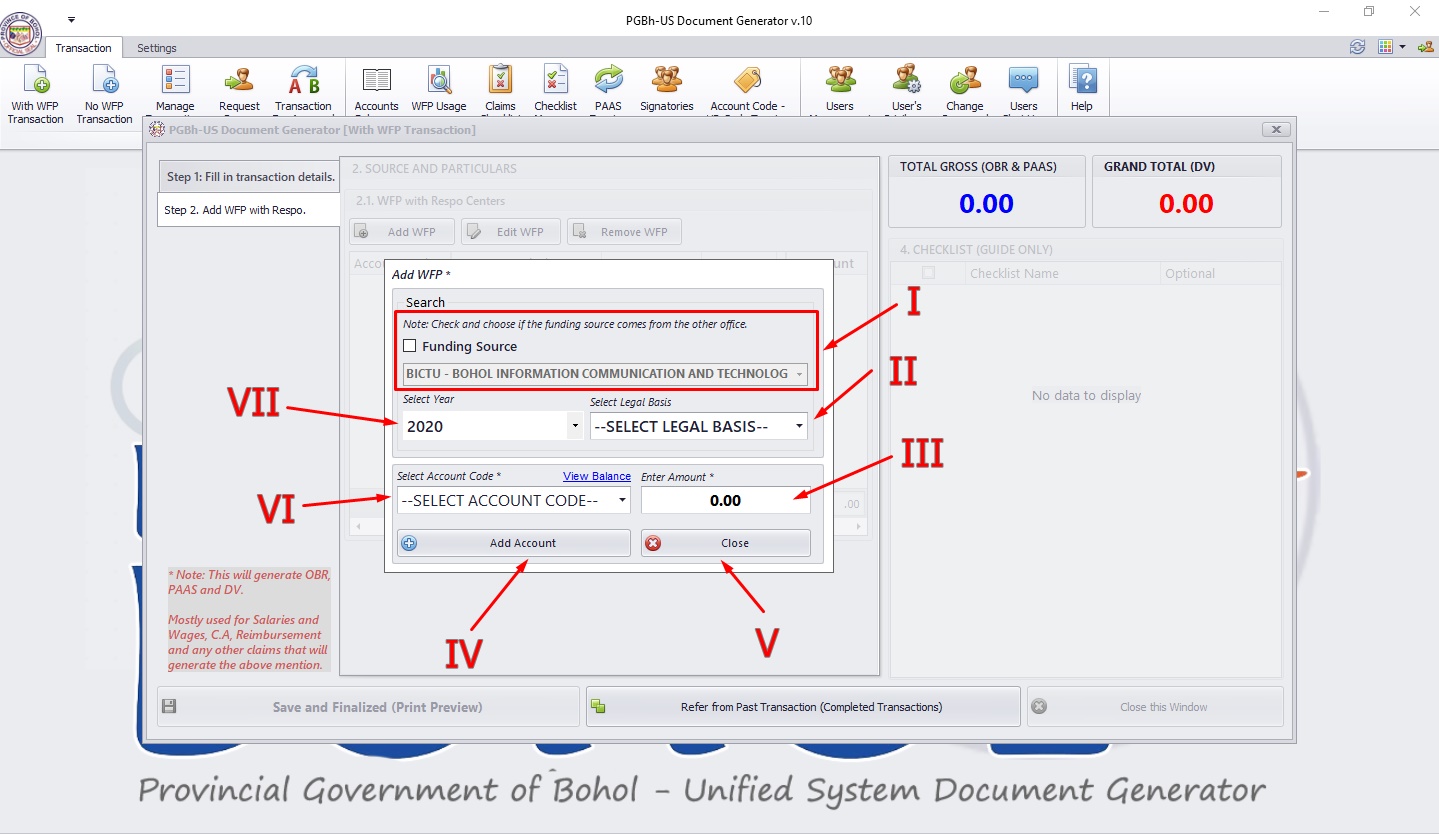 PGBh-US Document Generator v.10
Transaction Settings
With WFP Transaction
No WFP Transaction
Manage
Request
Transaction
Accounts
WFP Usage
Claims
Checklist
PAAS
Signatories
Account Code -
Users
User's
Change
Users
Help
PGBh-US Document Generator [With WFP Transaction]
Step 1: Fill in transaction details.
Step 2. Add WFP with Respo.
2. SOURCE AND PARTICULARS
2.1. WFP with Respo Centers
Add WFP Edit WFP Remove WFP
TOTAL GROSS (OBR & PAAS)
0.00
GRAND TOTAL (DV)
0.00
4. CHECKLIST (GUIDE ONLY)
Checklist Name Optional
No data to display
Add WFP *
Search
Note: Check and choose if the funding source comes from the other office.
Funding Source
BICTU - BOHOL INFORMATION COMMUNICATION AND TECHNOLOG
Select Year Select Legal Basis
2020 --SELECT LEGAL BASIS--
Select Account Code * View Balance Enter Amount *
--SELECT ACCOUNT CODE-- 0.00
.00
Add Account Close
I
II
III
IV
V
VI
VII
* Note: This will generate OBR,
PAAS and DV.
Mostly used for Salaries and
Wages, C.A, Reimbursement
and any other claims that will
generate the above mention.
Save and Finalized (Print Preview) Refer from Past Transaction (Completed Transactions) Close this Window
Provincial Government of Bohol - Unified System Document Generator